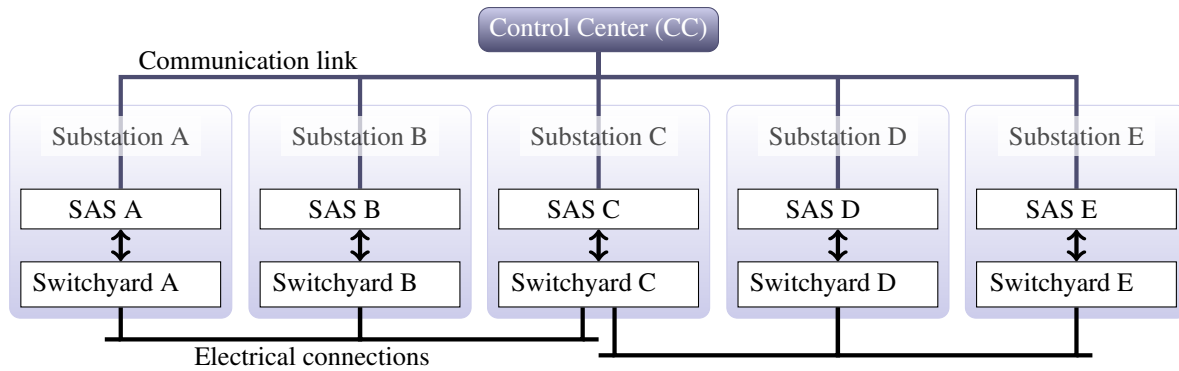 Control Center (CC)
Communication link
Substation A
Substation B
Substation C
Substation D
Substation E
SAS A
SAS B
SAS C
SAS D
SAS E
Switchyard A
Switchyard B
Switchyard C
Switchyard D
Switchyard E
Electrical connections